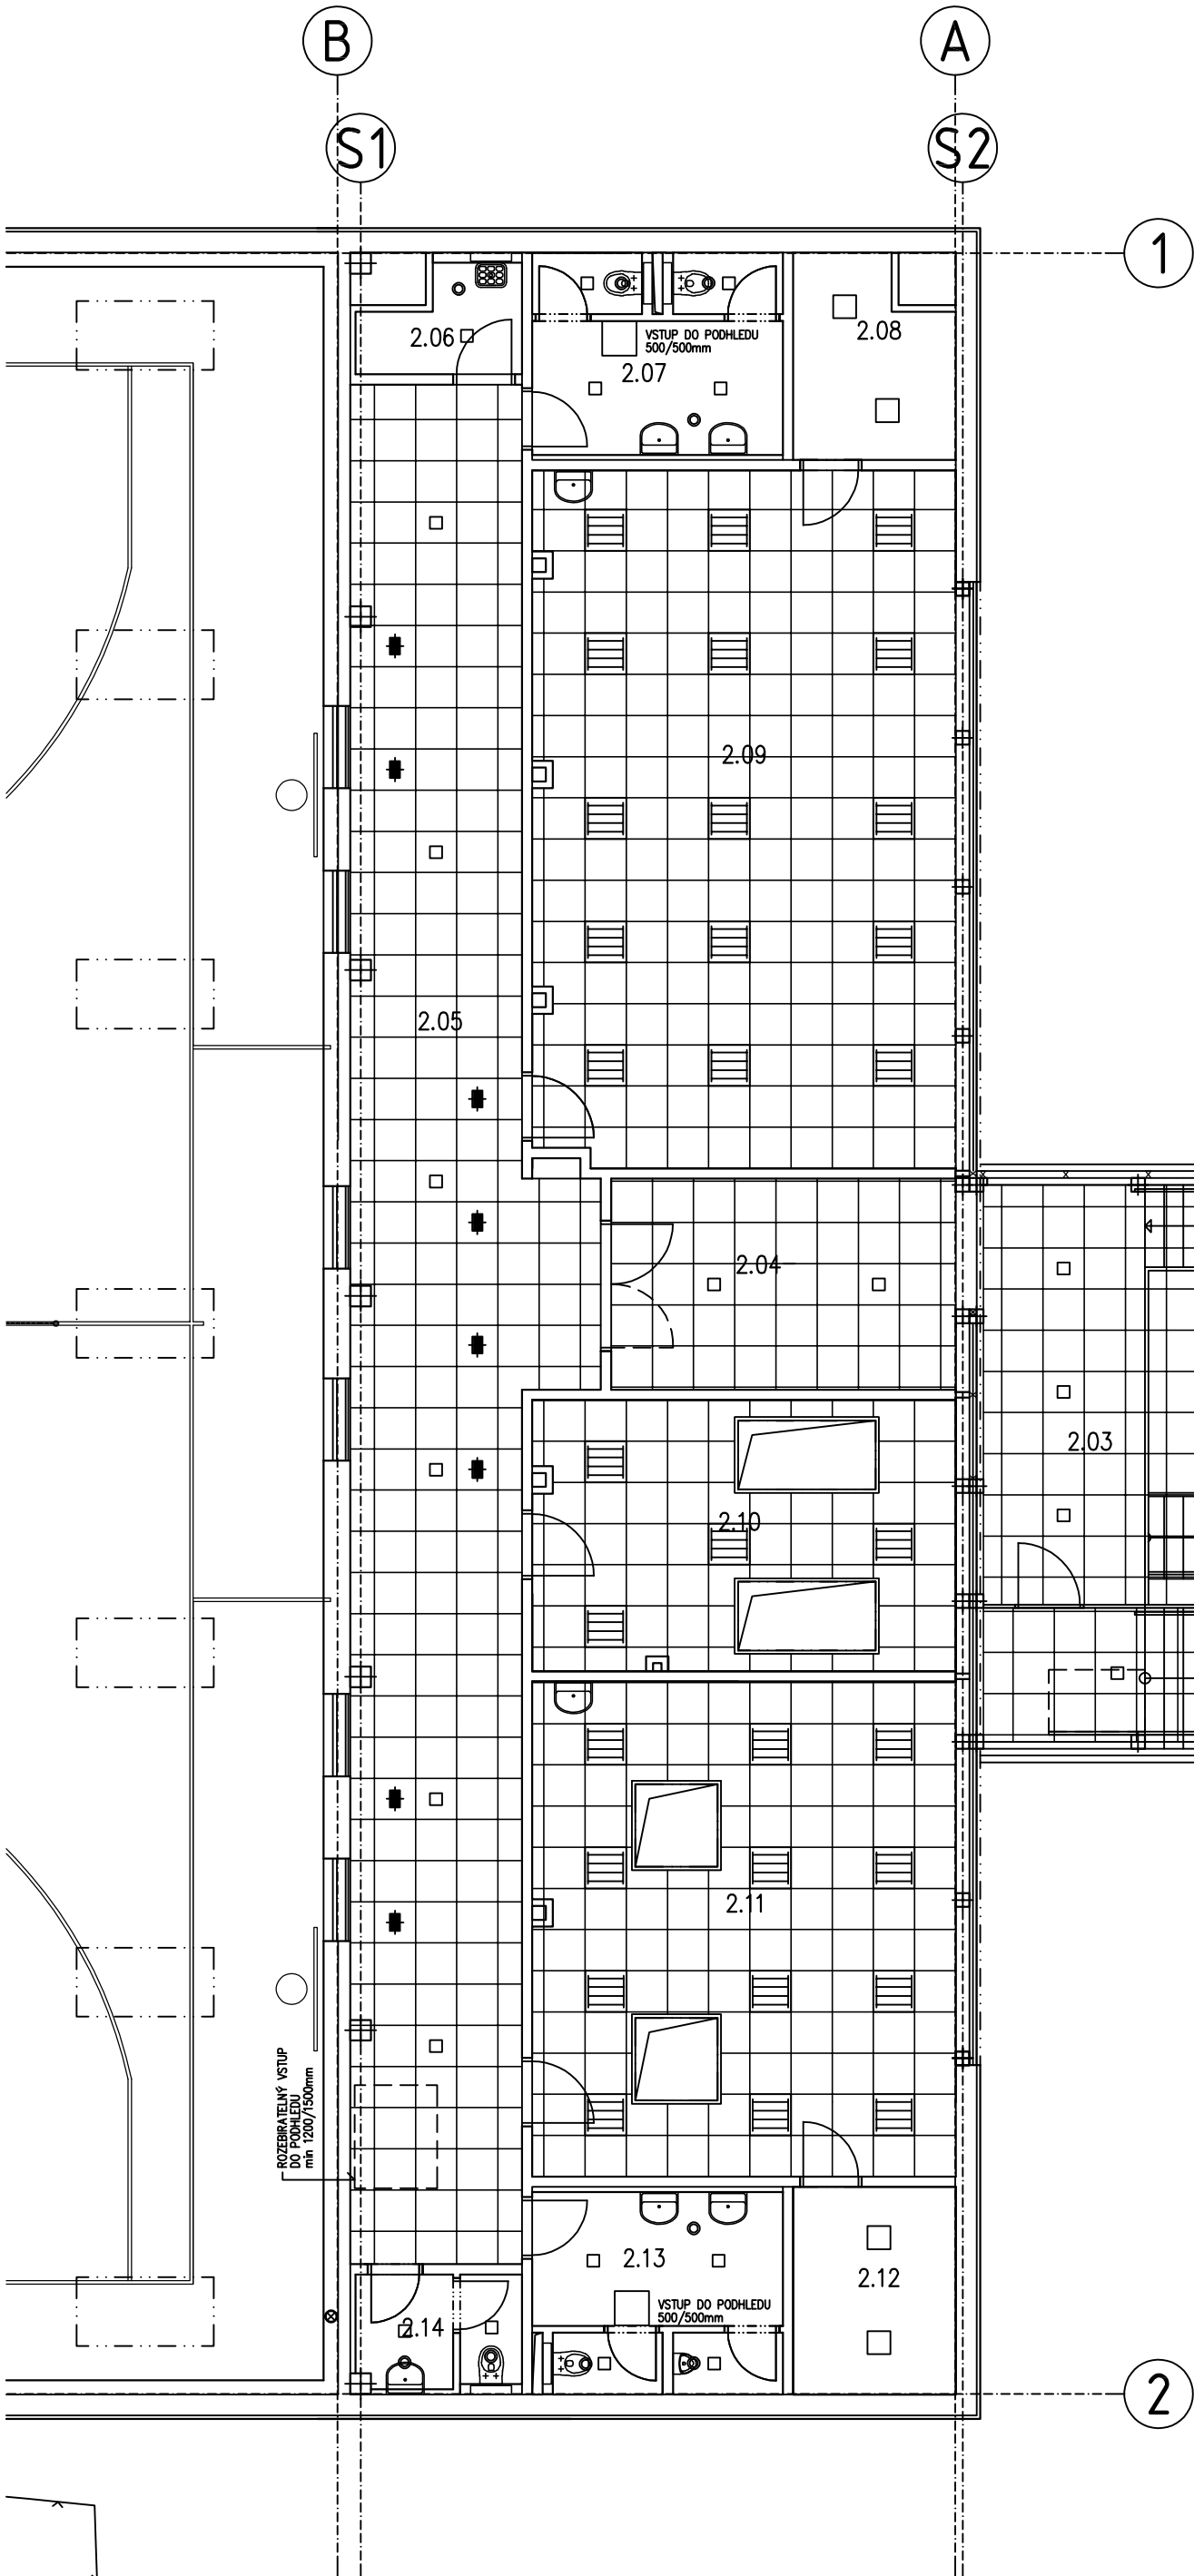 B
A
S1
S2
1
2.06
VSTUP DO PODHLEDU
500/500mm
2.07
2.08
2.09
2.05
2.04
2.03
2.10
2.11
ROZEBIRATELNÝ VSTUP
DO PODHLEDU
min 1200/1500mm
2.13
2.12
VSTUP DO PODHLEDU
500/500mm
2.14
2